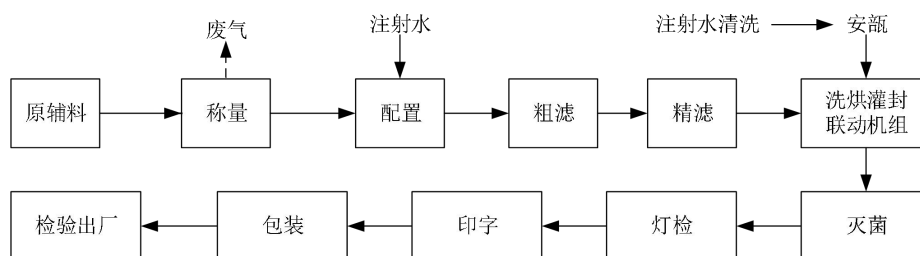 废气
注射水
注射水清洗
安瓿
原辅料
称量
配置
粗滤
精滤
洗烘灌封
联动机组
检验出厂
包装
印字
灯检
灭菌